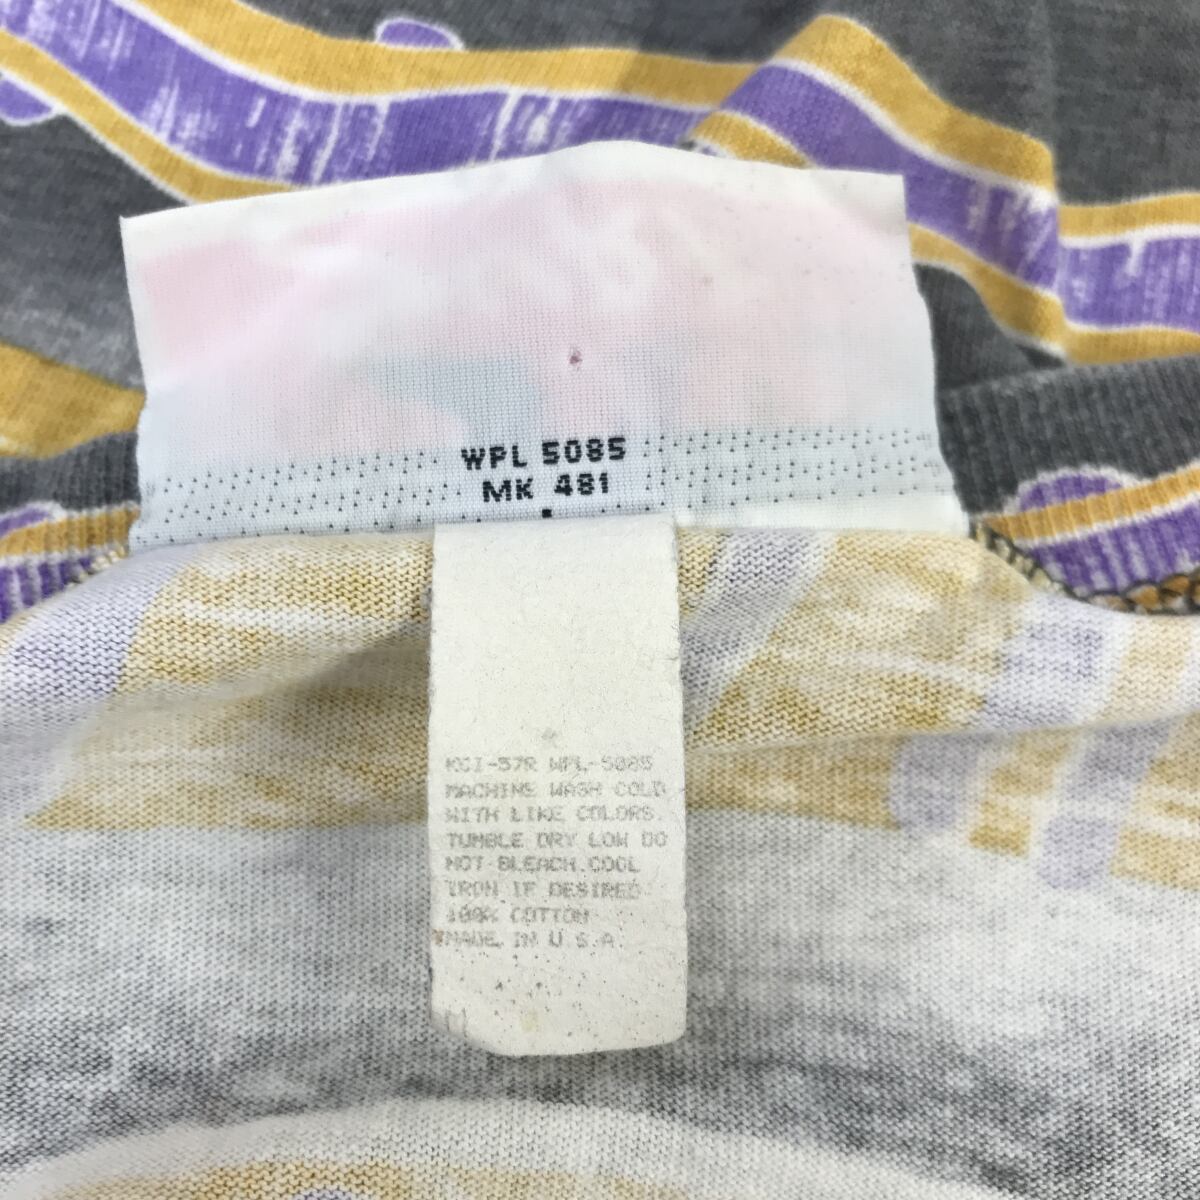 WPL 5085
MK 481
KCI-57R WPL-5085
MACHINE WASH COLD
WITH LIKE COLORS.
TUMBLE DRY LOW DO
NOT BLEACH.COOL
IRON IF DESIRED
100% COTTON
MADE IN U.S.A.